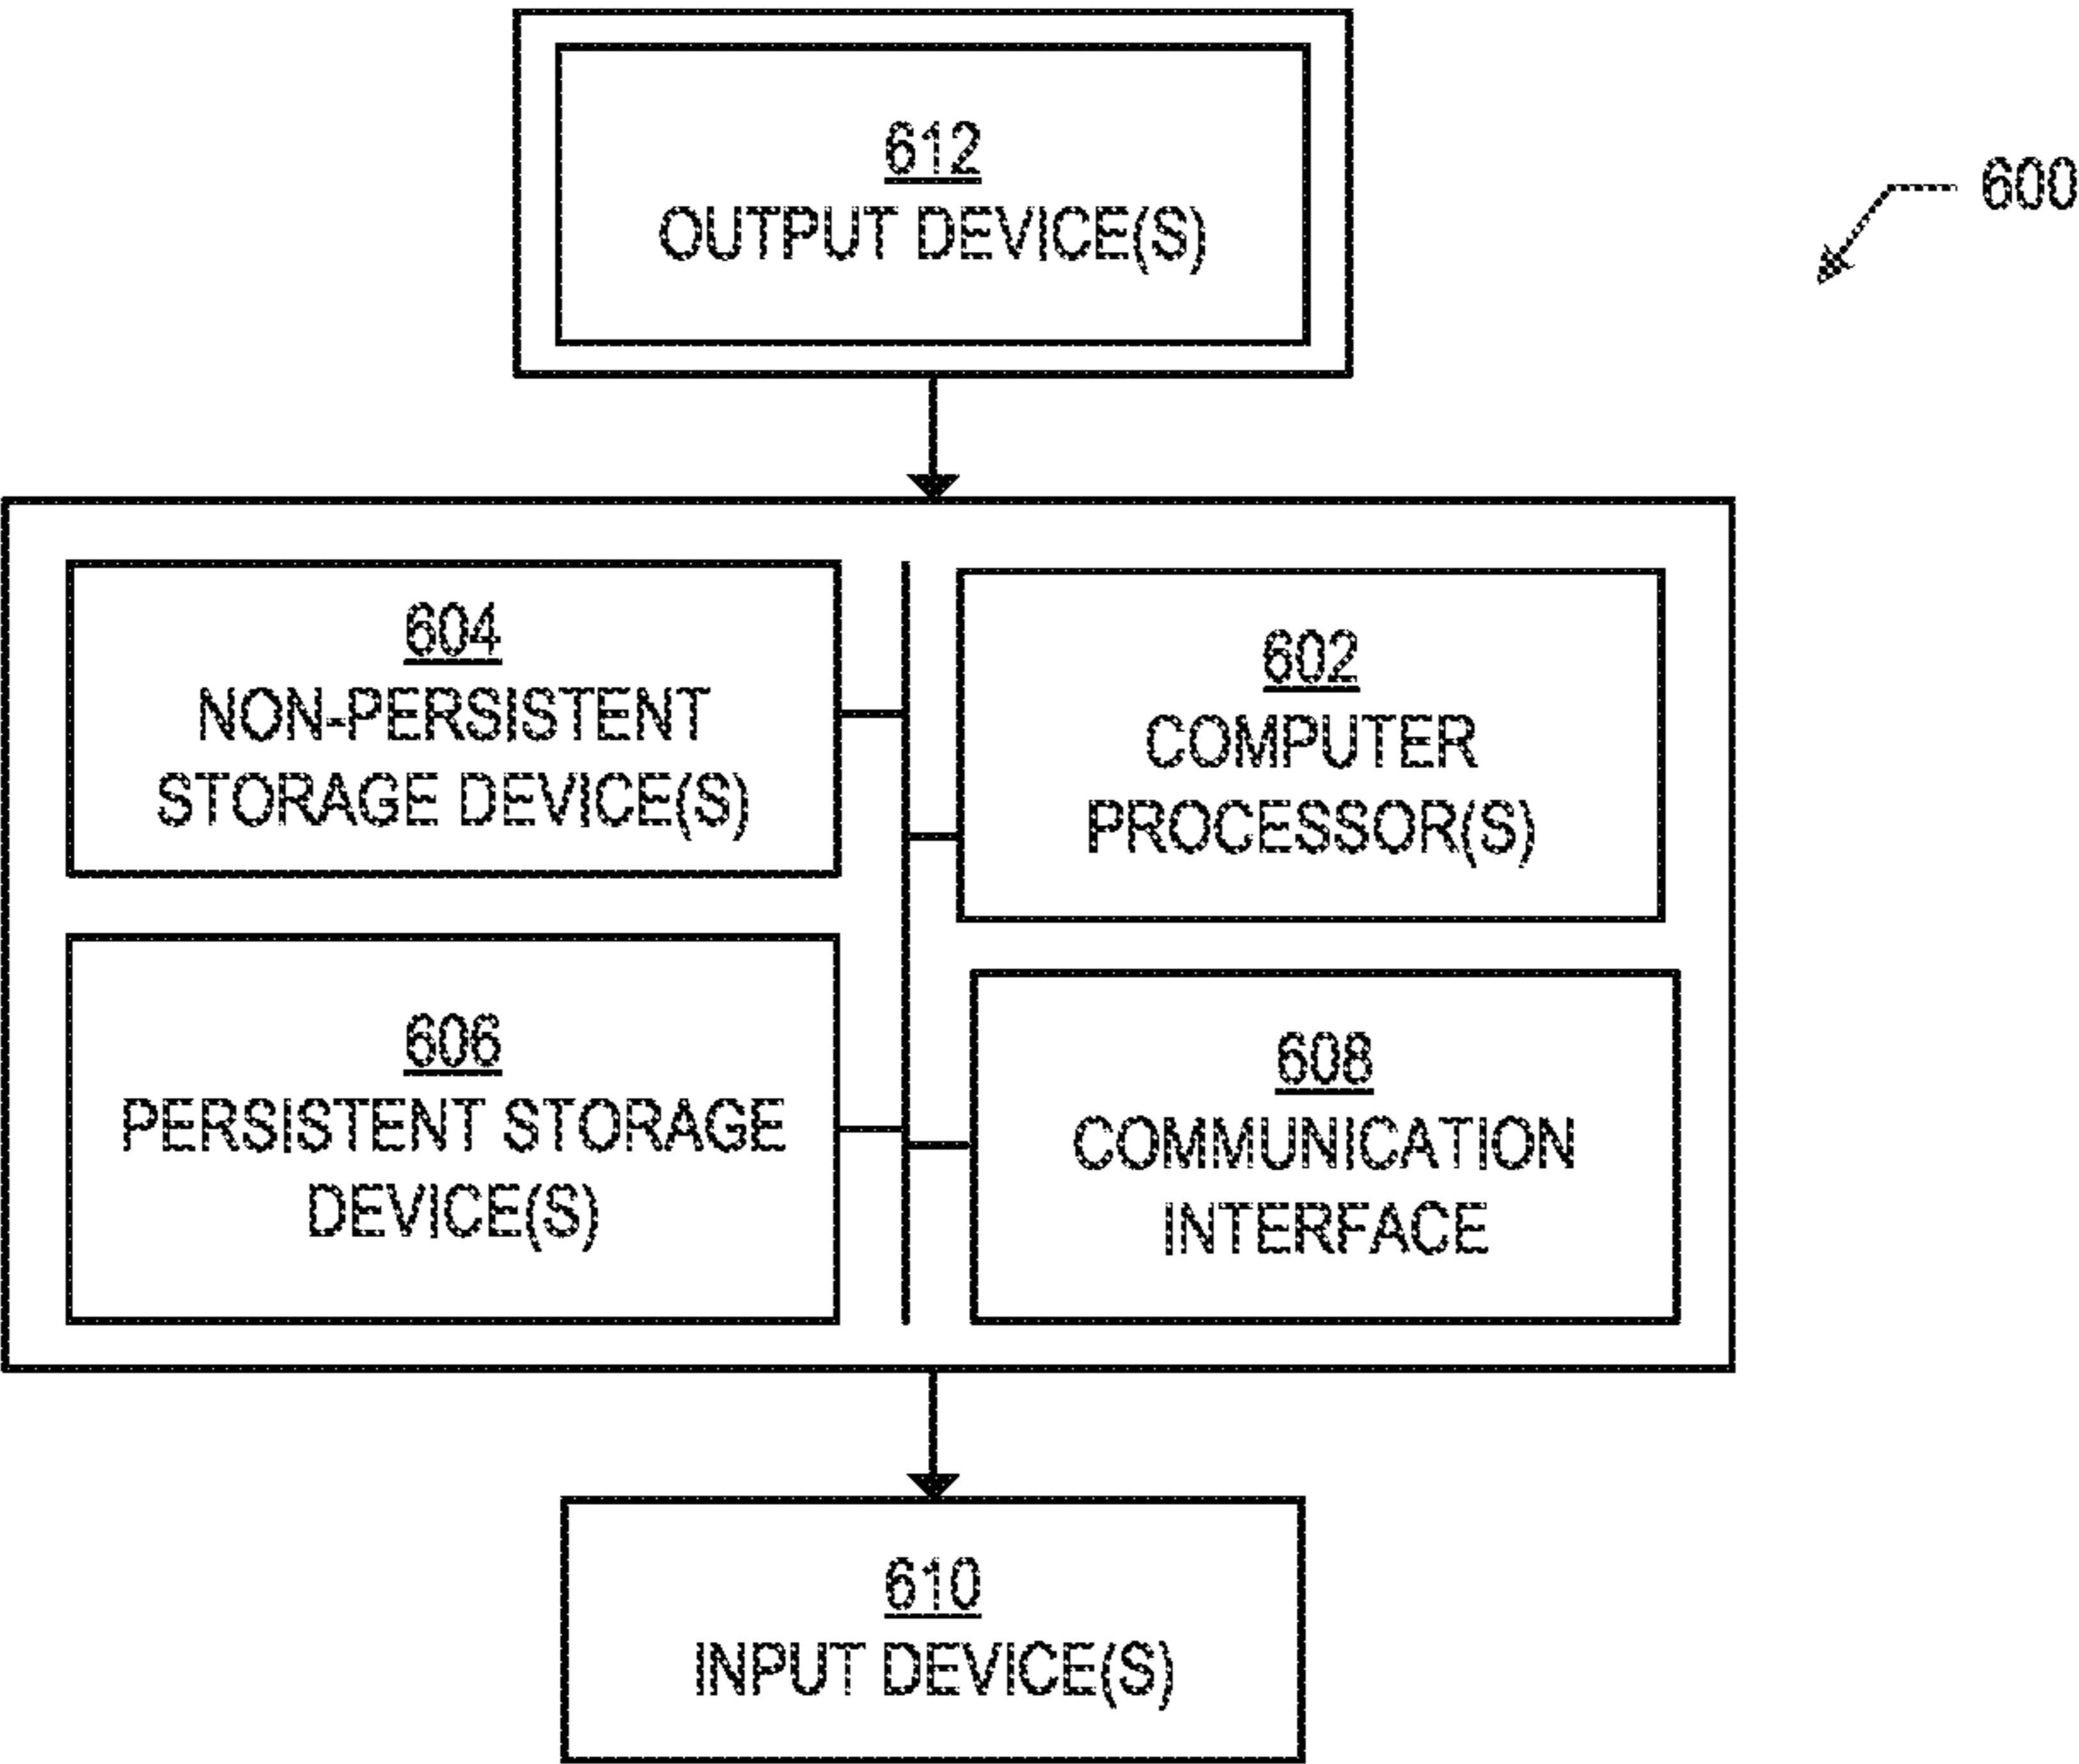 612
OUTPUT DEVICE(S)
600
604
NON-PERSISTENT
STORAGE DEVICE(S)
602
COMPUTER
PROCESSOR(S)
606
PERSISTENT STORAGE
DEVICE(S)
608
COMMUNICATION
INTERFACE
610
INPUT DEVICE(S)